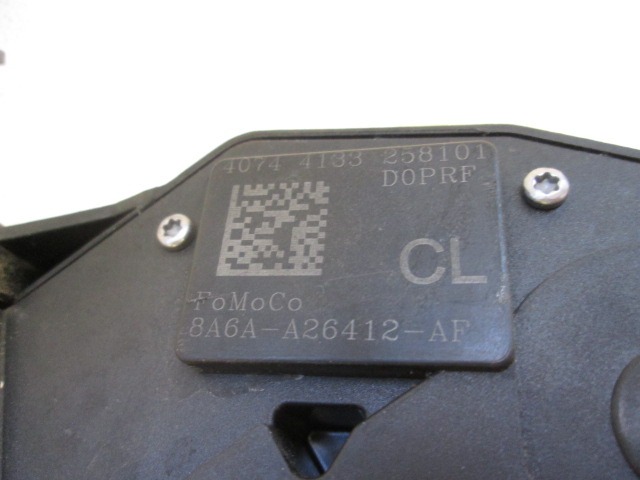 4074 4133 258101
D0PRF
CL
FoMoCo
8A6A-A26412-AF